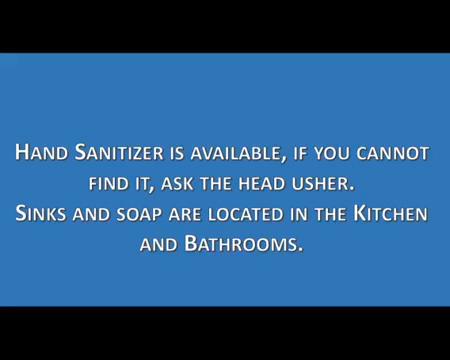 Hand Sanitizer is available, if you cannot
find it, ask the head usher.
Sinks and soap are located in the Kitchen
and Bathrooms.